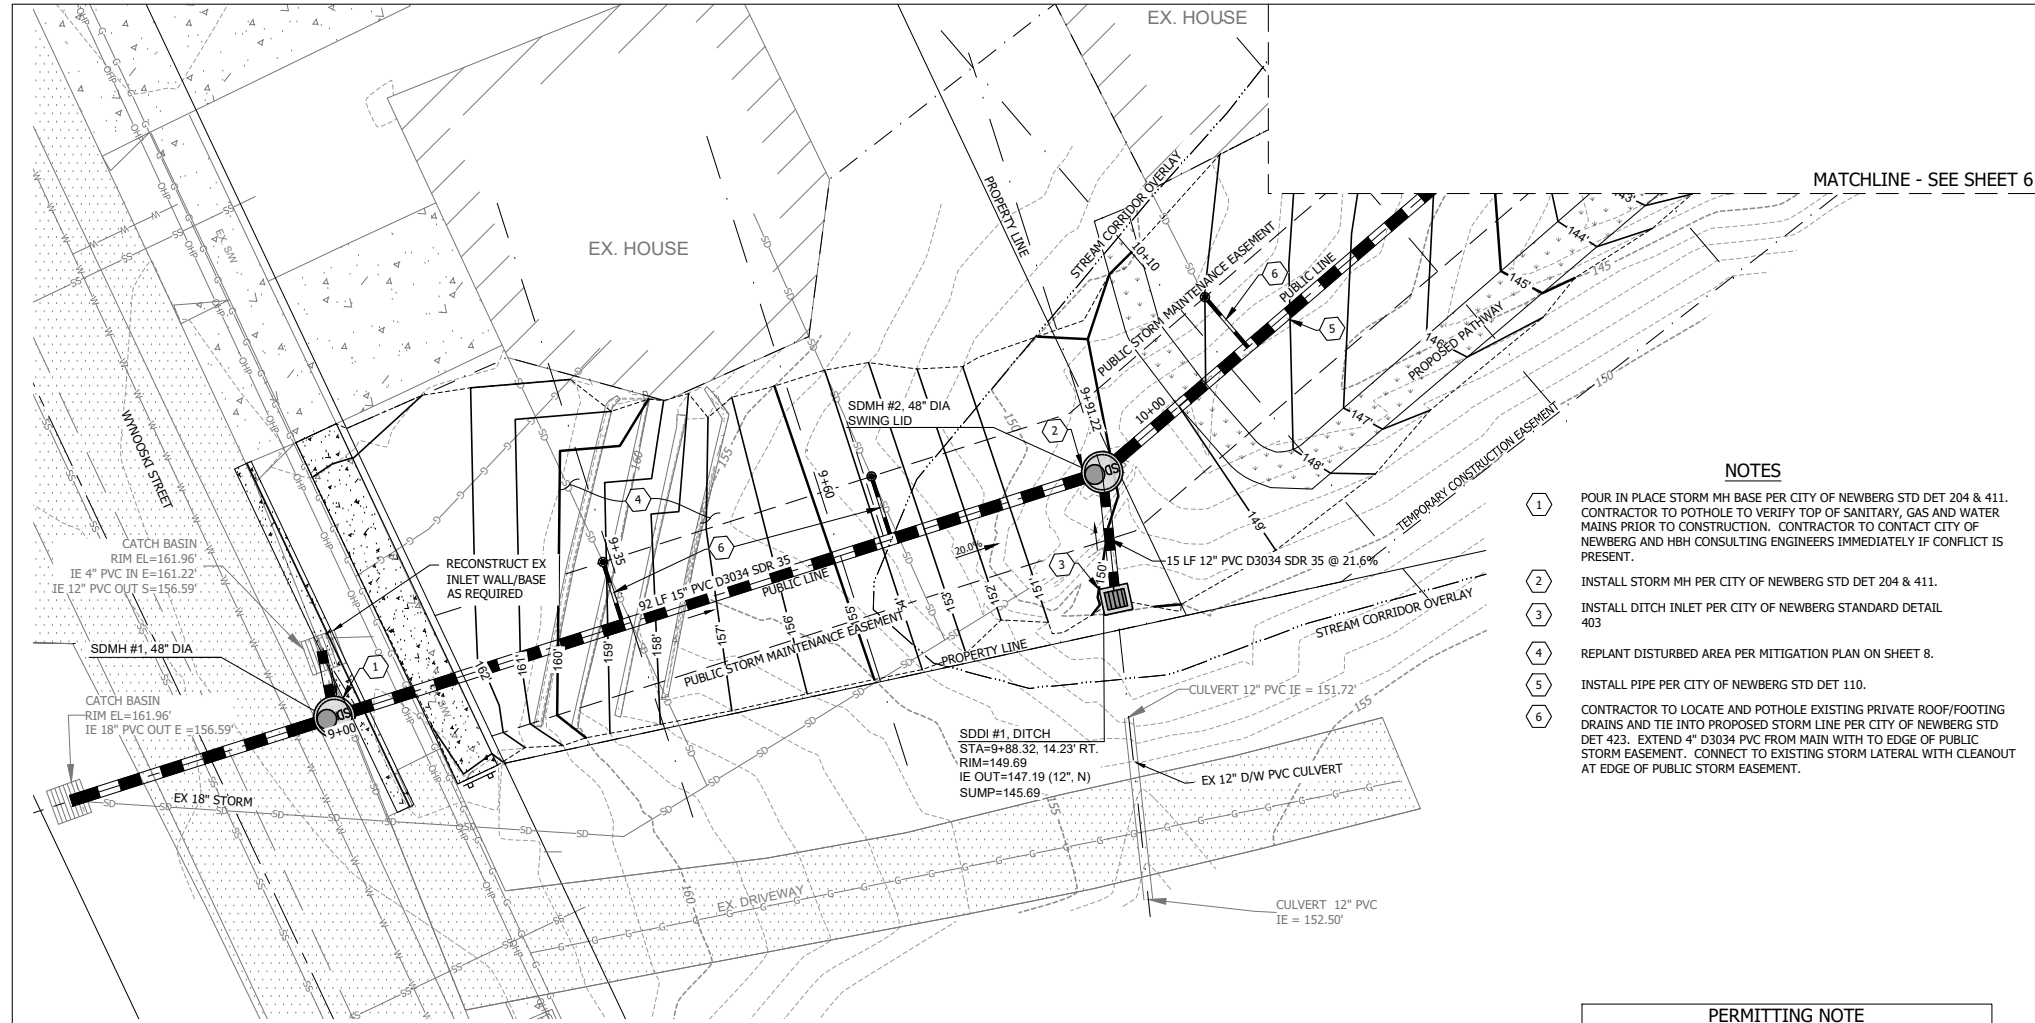 EX. HOUSE
MATCHLINE - SEE SHEET 6
EX. HOUSE
EX. S/W
WYNOOSKI STREET
PROPERTY LINE
STREAM CORRIDOR OVERLAY
10+10
PUBLIC STORM MAINTENANCE EASEMENT
PUBLIC LINE
6
5
143'
144'
145'
145
146'
147'
148'
149'
150
PROPOSED PATHWAY
TEMPORARY CONSTRUCTION EASEMENT
SDMH #2, 48" DIA
SWING LID
9+91.22
10+00
2
150
SD
3
150'
15 LF 12" PVC D3034 SDR 35 @ 21.6%
STREAM CORRIDOR OVERLAY
CATCH BASIN
RIM EL=161.96'
IE 4" PVC IN E=161.22'
IE 12" PVC OUT S=156.59'
RECONSTRUCT EX
INLET WALL/BASE
AS REQUIRED
SDMH #1, 48" DIA
1
SD
9+00
CATCH BASIN
RIM EL=161.96'
IE 18" PVC OUT E =156.59'
EX 18" STORM
4
6
160
155
9+35
9+60
92 LF 15" PVC D3034 SDR 35
PUBLIC LINE
20.0%
162'
161'
160'
159'
158'
157'
156'
155'
154'
153'
152'
151'
PUBLIC STORM MAINTENANCE EASEMENT
PROPERTY LINE
SDDI #1, DITCH
STA=9+88.32, 14.23' RT.
RIM=149.69
IE OUT=147.19 (12", N)
SUMP=145.69
155
CULVERT 12" PVC IE = 151.72'
155
EX 12" D/W PVC CULVERT
160
EX. DRIVEWAY
CULVERT 12" PVC
IE = 152.50'
NOTES
1 POUR IN PLACE STORM MH BASE PER CITY OF NEWBERG STD DET 204 & 411.
CONTRACTOR TO POTHOLE TO VERIFY TOP OF SANITARY, GAS AND WATER
MAINS PRIOR TO CONSTRUCTION. CONTRACTOR TO CONTACT CITY OF
NEWBERG AND HBH CONSULTING ENGINEERS IMMEDIATELY IF CONFLICT IS
PRESENT.
2 INSTALL STORM MH PER CITY OF NEWBERG STD DET 204 & 411.
3 INSTALL DITCH INLET PER CITY OF NEWBERG STANDARD DETAIL
403
4 REPLANT DISTURBED AREA PER MITIGATION PLAN ON SHEET 8.
5 INSTALL PIPE PER CITY OF NEWBERG STD DET 110.
6 CONTRACTOR TO LOCATE AND POTHOLE EXISTING PRIVATE ROOF/FOOTING
DRAINS AND TIE INTO PROPOSED STORM LINE PER CITY OF NEWBERG STD
DET 423. EXTEND 4" D3034 PVC FROM MAIN WITH TO EDGE OF PUBLIC
STORM EASEMENT. CONNECT TO EXISTING STORM LATERAL WITH CLEANOUT
AT EDGE OF PUBLIC STORM EASEMENT.
PERMITTING NOTE